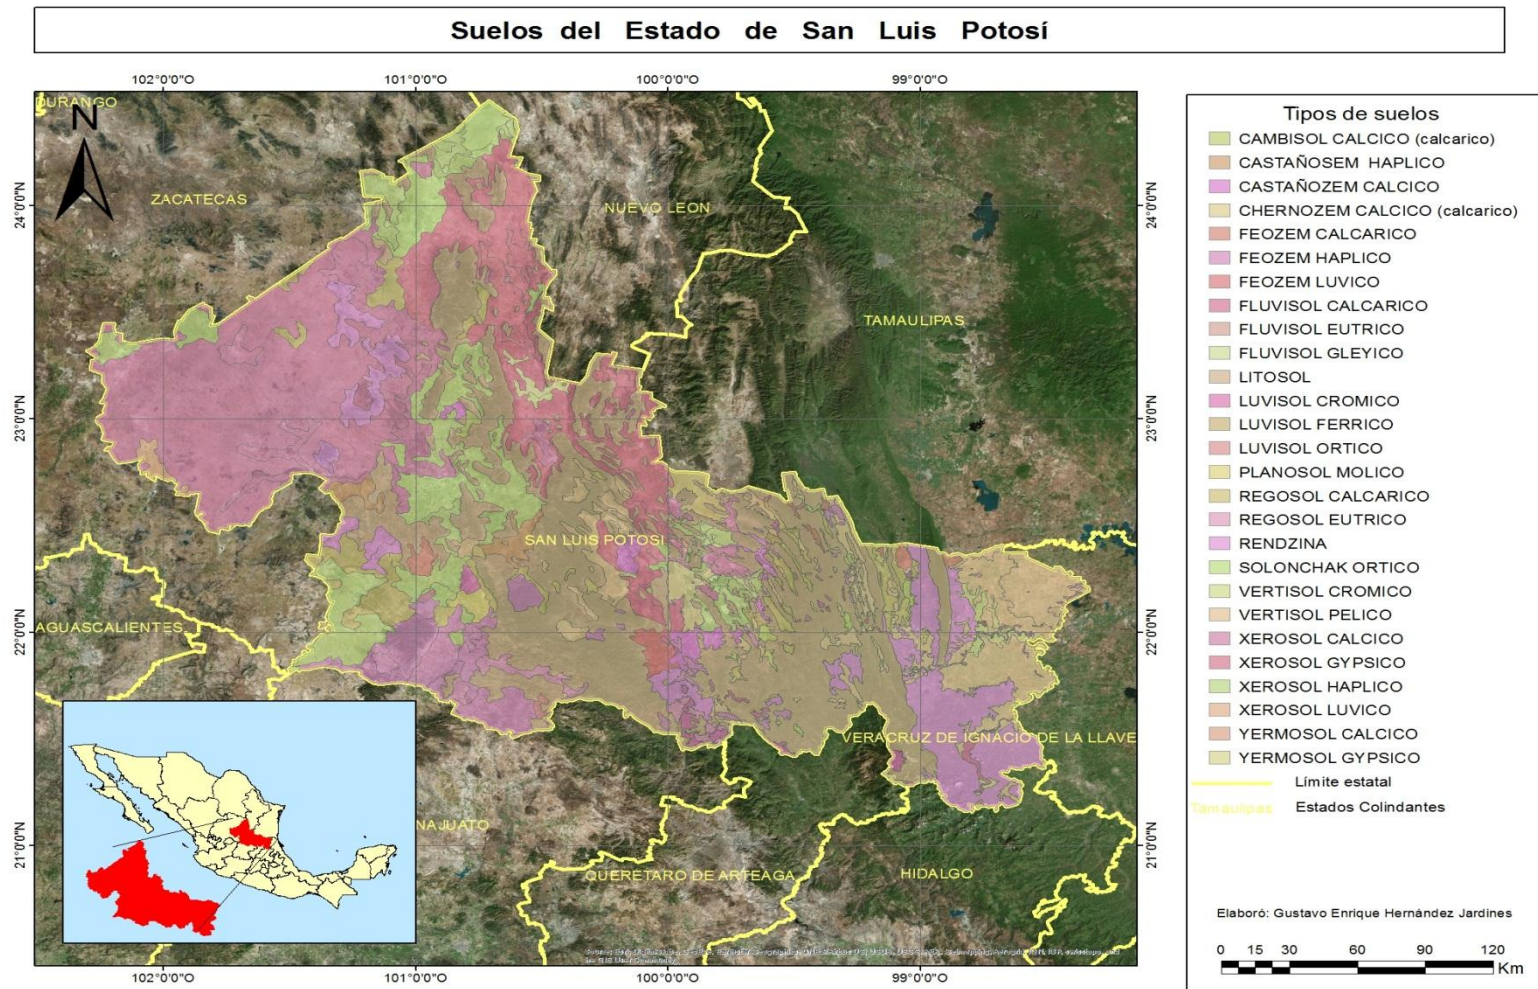 Suelos del Estado de San Luis Potosí
102°0'0"O 101°0'0"O 100°0'0"O 99°0'0"O
DURANGO
N
ZACATECAS
NUEVO LEON
TAMAULIPAS
SAN LUIS POTOSI
AGUASCALIENTES
VERACRUZ DE IGNACIO DE LA LLAVE
NAJUATO
QUERETARO DE ARTEAGA
HIDALGO
24°0'0"N
23°0'0"N
22°0'0"N
21°0'0"N
24°0'0"N
23°0'0"N
22°0'0"N
21°0'0"N
102°0'0"O 101°0'0"O 100°0'0"O 99°0'0"O
Tipos de suelos
CAMBISOL CALCICO (calcarico)
CASTAÑOSEM HAPLICO
CASTAÑOZEM CALCICO
CHERNOZEM CALCICO (calcarico)
FEOZEM CALCARICO
FEOZEM HAPLICO
FEOZEM LUVICO
FLUVISOL CALCARICO
FLUVISOL EUTRICO
FLUVISOL GLEYICO
LITOSOL
LUVISOL CROMICO
LUVISOL FERRICO
LUVISOL ORTICO
PLANOSOL MOLICO
REGOSOL CALCARICO
REGOSOL EUTRICO
RENDZINA
SOLONCHAK ORTICO
VERTISOL CROMICO
VERTISOL PELICO
XEROSOL CALCICO
XEROSOL GYPSICO
XEROSOL HAPLICO
XEROSOL LUVICO
YERMOSOL CALCICO
YERMOSOL GYPSICO
Límite estatal
Tamaulipas Estados Colindantes
Elaboró: Gustavo Enrique Hernández Jardines
0 15 30 60 90 120
Km